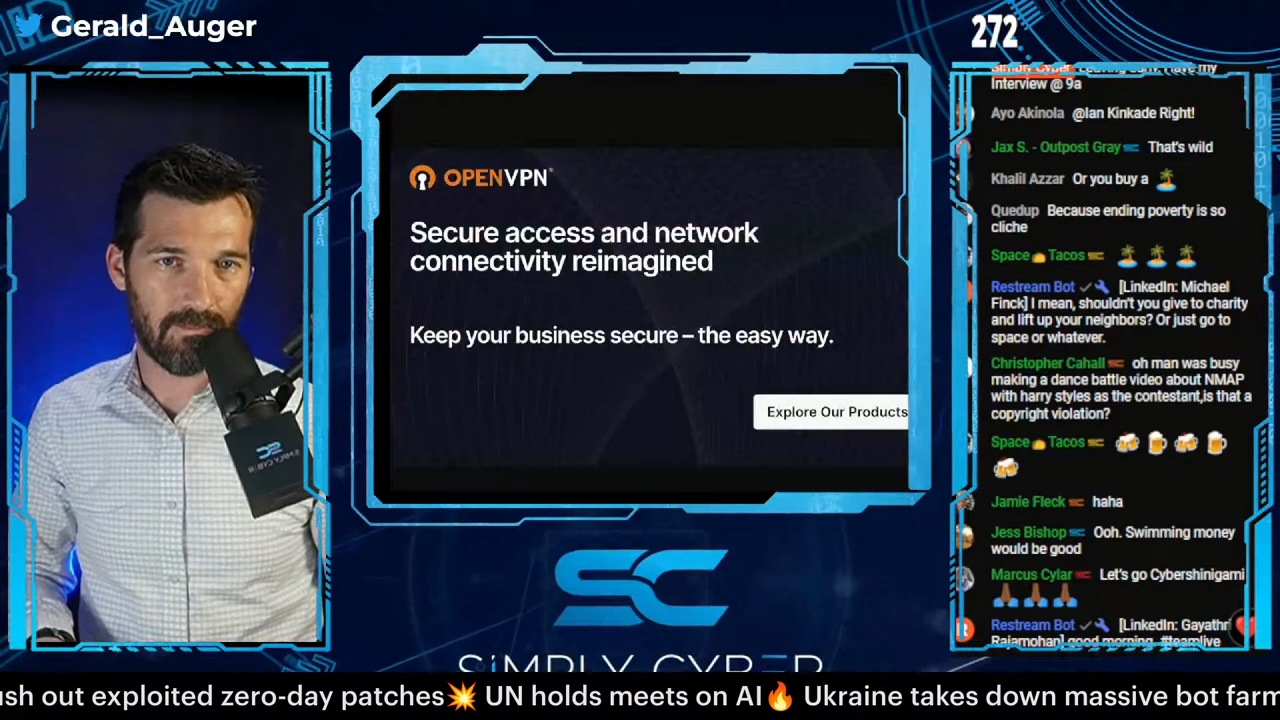 Gerald_Auger
272
OPENVPN
Secure access and network
connectivity reimagined
Keep your business secure – the easy way.
Explore Our Products
SC
SIMPLY CYBER
Simply Cyber Leaving early. Have my
Interview @ 9a
Ayo Akinola @Ian Kinkade Right!
Jax S. - Outpost Gray That's wild
Khalil Azzar Or you buy a 🏝️
Quedup Because ending poverty is so
cliche
Space🌮Tacos 🏝️ 🏝️ 🏝️
Restream Bot [LinkedIn: Michael
Finck] I mean, shouldn't you give to charity
and lift up your neighbors? Or just go to
space or whatever.
Christopher Cahall oh man was busy
making a dance battle video about NMAP
with harry styles as the contestant,is that a
copyright violation?
Space🌮Tacos 🍻 🍺 🍻 🍺
🍻
Jamie Fleck haha
Jess Bishop Ooh. Swimming money
would be good
Marcus Cylar Let's go Cybershinigami
🙏🏾 🙏🏾 🙏🏾
Restream Bot [LinkedIn: Gayathri
Rajamohan] good morning. #teamlive
ush out exploited zero-day patches💥 UN holds meets on AI🔥 Ukraine takes down massive bot farm